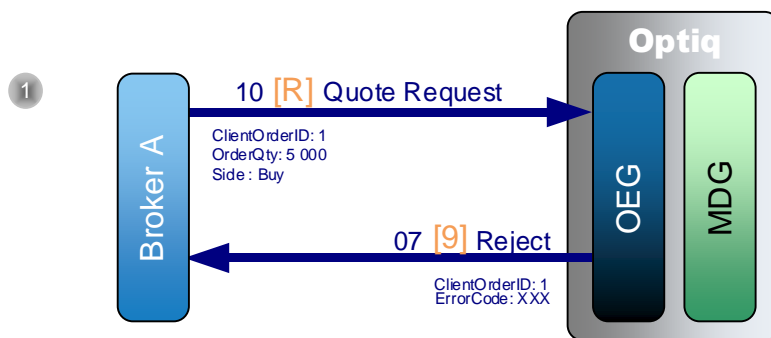 Optiq
1
10 [R] Quote Request
ClientOrderID: 1
OrderQty: 5 000
Side : Buy
Broker A
OEG
MDG
07 [9] Reject
ClientOrderID: 1
ErrorCode: XXX